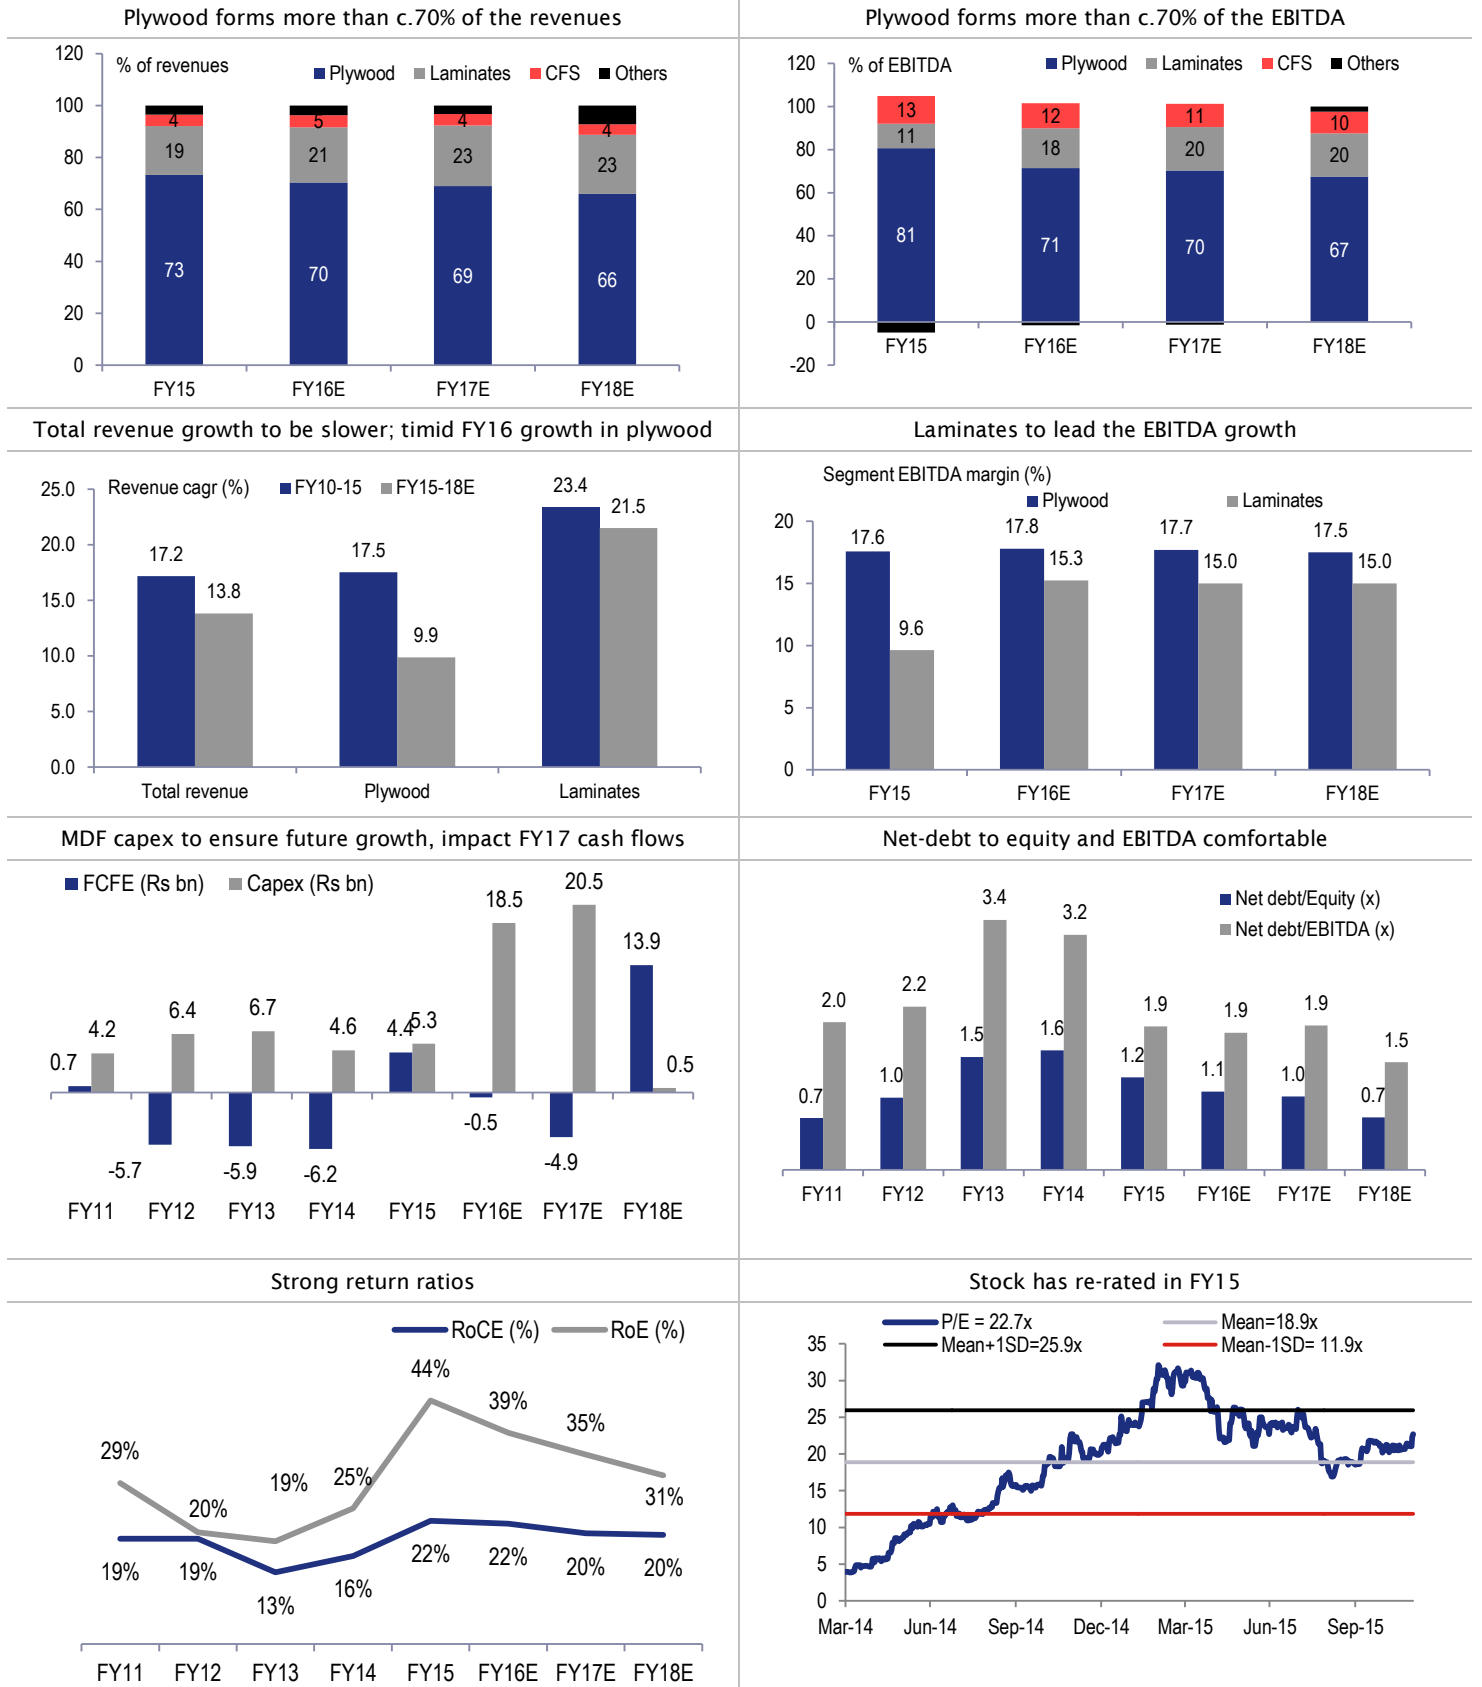 Plywood forms more than c.70% of the revenues
120
% of revenues
Plywood
Laminates
CFS
Others
100
80
60
40
20
0
4
5
4
4
19
21
23
23
73
70
69
66
FY15
FY16E
FY17E
FY18E
Plywood forms more than c.70% of the EBITDA
120
% of EBITDA
Plywood
Laminates
CFS
Others
100
80
60
40
20
0
-20
13
12
11
10
11
18
20
20
81
71
70
67
FY15
FY16E
FY17E
FY18E
Total revenue growth to be slower; timid FY16 growth in plywood
25.0
Revenue cagr (%)
FY10-15
FY15-18E
20.0
15.0
10.0
5.0
0.0
17.2
13.8
17.5
9.9
23.4
21.5
Total revenue
Plywood
Laminates
Laminates to lead the EBITDA growth
Segment EBITDA margin (%)
Plywood
Laminates
20
15
10
5
0
17.6
9.6
17.8
15.3
17.7
15.0
17.5
15.0
FY15
FY16E
FY17E
FY18E
MDF capex to ensure future growth, impact FY17 cash flows
FCFE (Rs bn)
Capex (Rs bn)
0.7
4.2
-5.7
6.4
-5.9
6.7
-6.2
4.6
4.4
5.3
-0.5
18.5
-4.9
20.5
13.9
0.5
FY11
FY12
FY13
FY14
FY15
FY16E
FY17E
FY18E
Net-debt to equity and EBITDA comfortable
Net debt/Equity (x)
Net debt/EBITDA (x)
0.7
2.0
1.0
2.2
1.5
3.4
1.6
3.2
1.2
1.9
1.1
1.9
1.0
1.9
0.7
1.5
FY11
FY12
FY13
FY14
FY15
FY16E
FY17E
FY18E
Strong return ratios
RoCE (%)
RoE (%)
29%
20%
19%
25%
44%
39%
35%
31%
19%
19%
13%
16%
22%
22%
20%
20%
FY11
FY12
FY13
FY14
FY15
FY16E
FY17E
FY18E
Stock has re-rated in FY15
P/E = 22.7x
Mean=18.9x
Mean+1SD=25.9x
Mean-1SD= 11.9x
35
30
25
20
15
10
5
0
Mar-14
Jun-14
Sep-14
Dec-14
Mar-15
Jun-15
Sep-15